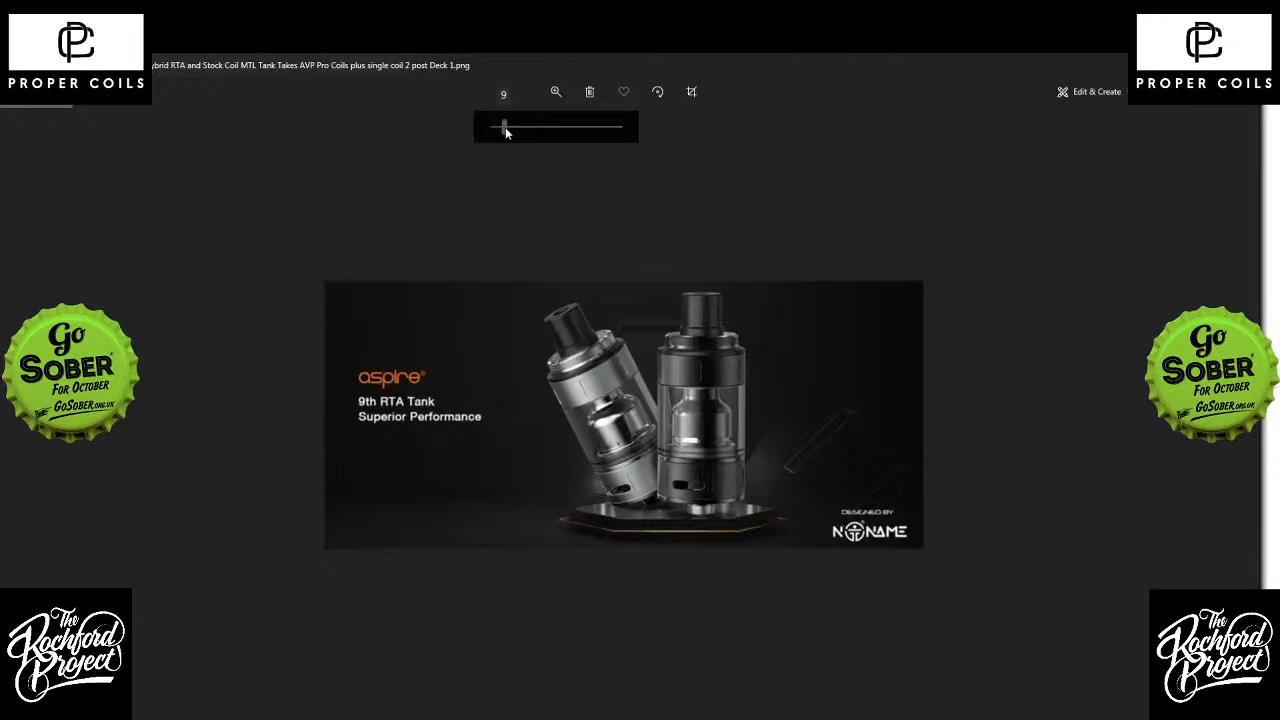 PROPER COILS
PROPER COILS
ybrid RTA and Stock Coil MTL Tank Takes AVP Pro Coils plus single coil 2 post Deck 1.png
9
Edit & Create
aspire®
9th RTA Tank
Superior Performance
DESIGNED BY
NONAME
Go
SOBER®
FOR OCTOBER
GOSOBER.ORG.UK
Go
SOBER®
FOR OCTOBER
GOSOBER.ORG.UK
The
Rochford
Project
The
Rochford
Project